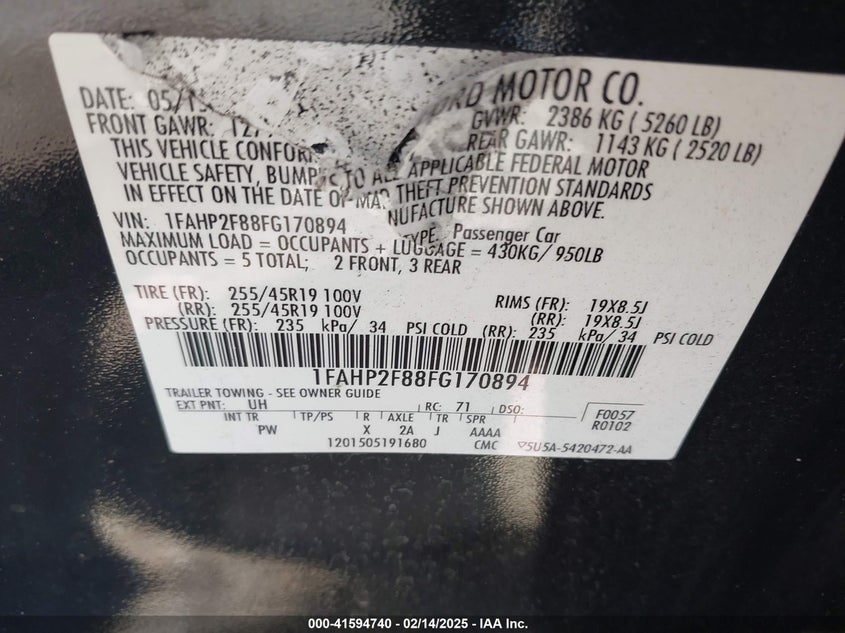 FORD MOTOR CO.
DATE: 05/1
GVWR: 2386 KG ( 5260 LB)
FRONT GAWR:
REAR GAWR: 1143 KG ( 2520 LB)
THIS VEHICLE CONFOR TO ALL APPLICABLE FEDERAL MOTOR
VEHICLE SAFETY, BUMP THEFT PREVENTION STANDARDS
IN EFFECT ON THE DATE OF MANUFACTURE SHOWN ABOVE.
VIN: 1FAHP2F88FG170894
TYPE: Passenger Car
MAXIMUM LOAD = OCCUPANTS + LUGGAGE = 430KG/ 950LB
OCCUPANTS = 5 TOTAL; 2 FRONT, 3 REAR
TIRE (FR): 255/45R19 100V RIMS (FR): 19X8.5J
(RR): 255/45R19 100V (RR): 19X8.5J
PRESSURE (FR): 235 kPa/ 34 PSI COLD (RR): 235 kPa/ 34 PSI COLD
1FAHP2F88FG170894
TRAILER TOWING - SEE OWNER GUIDE
EXT PNT: UH RC: 71 DSO: F0057
R0102
INT TR TP/PS R AXLE TR SPR
PW X 2A J AAAA
1201505191680 CMC 5U5A-5420472-AA
000-41594740 - 02/14/2025 - IAA Inc.